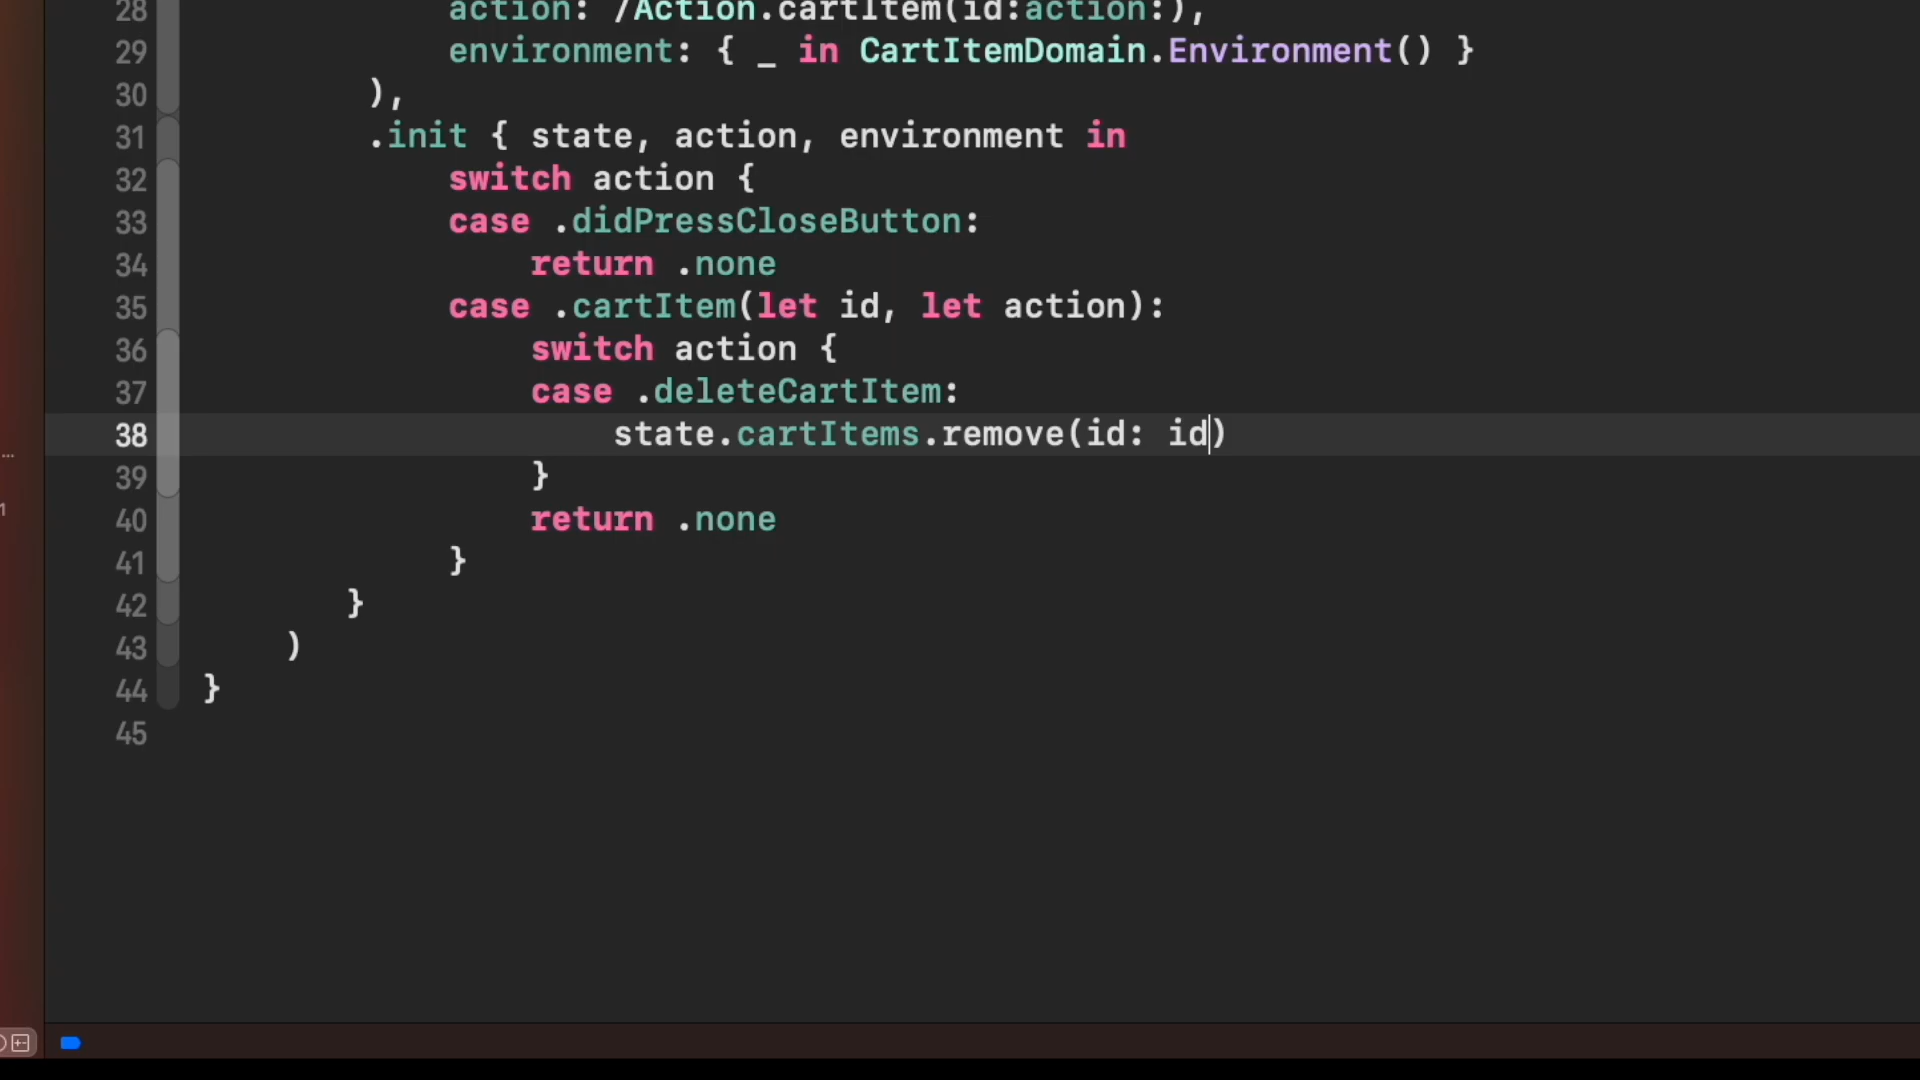 28 action: /Action.cartItem(id:action:),
29 environment: { _ in CartItemDomain.Environment() }
30 ),
31 .init { state, action, environment in
32 switch action {
33 case .didPressCloseButton:
34 return .none
35 case .cartItem(let id, let action):
36 switch action {
37 case .deleteCartItem:
38 state.cartItems.remove(id: id)
39 }
40 return .none
41 }
42 }
43 )
44 }
45